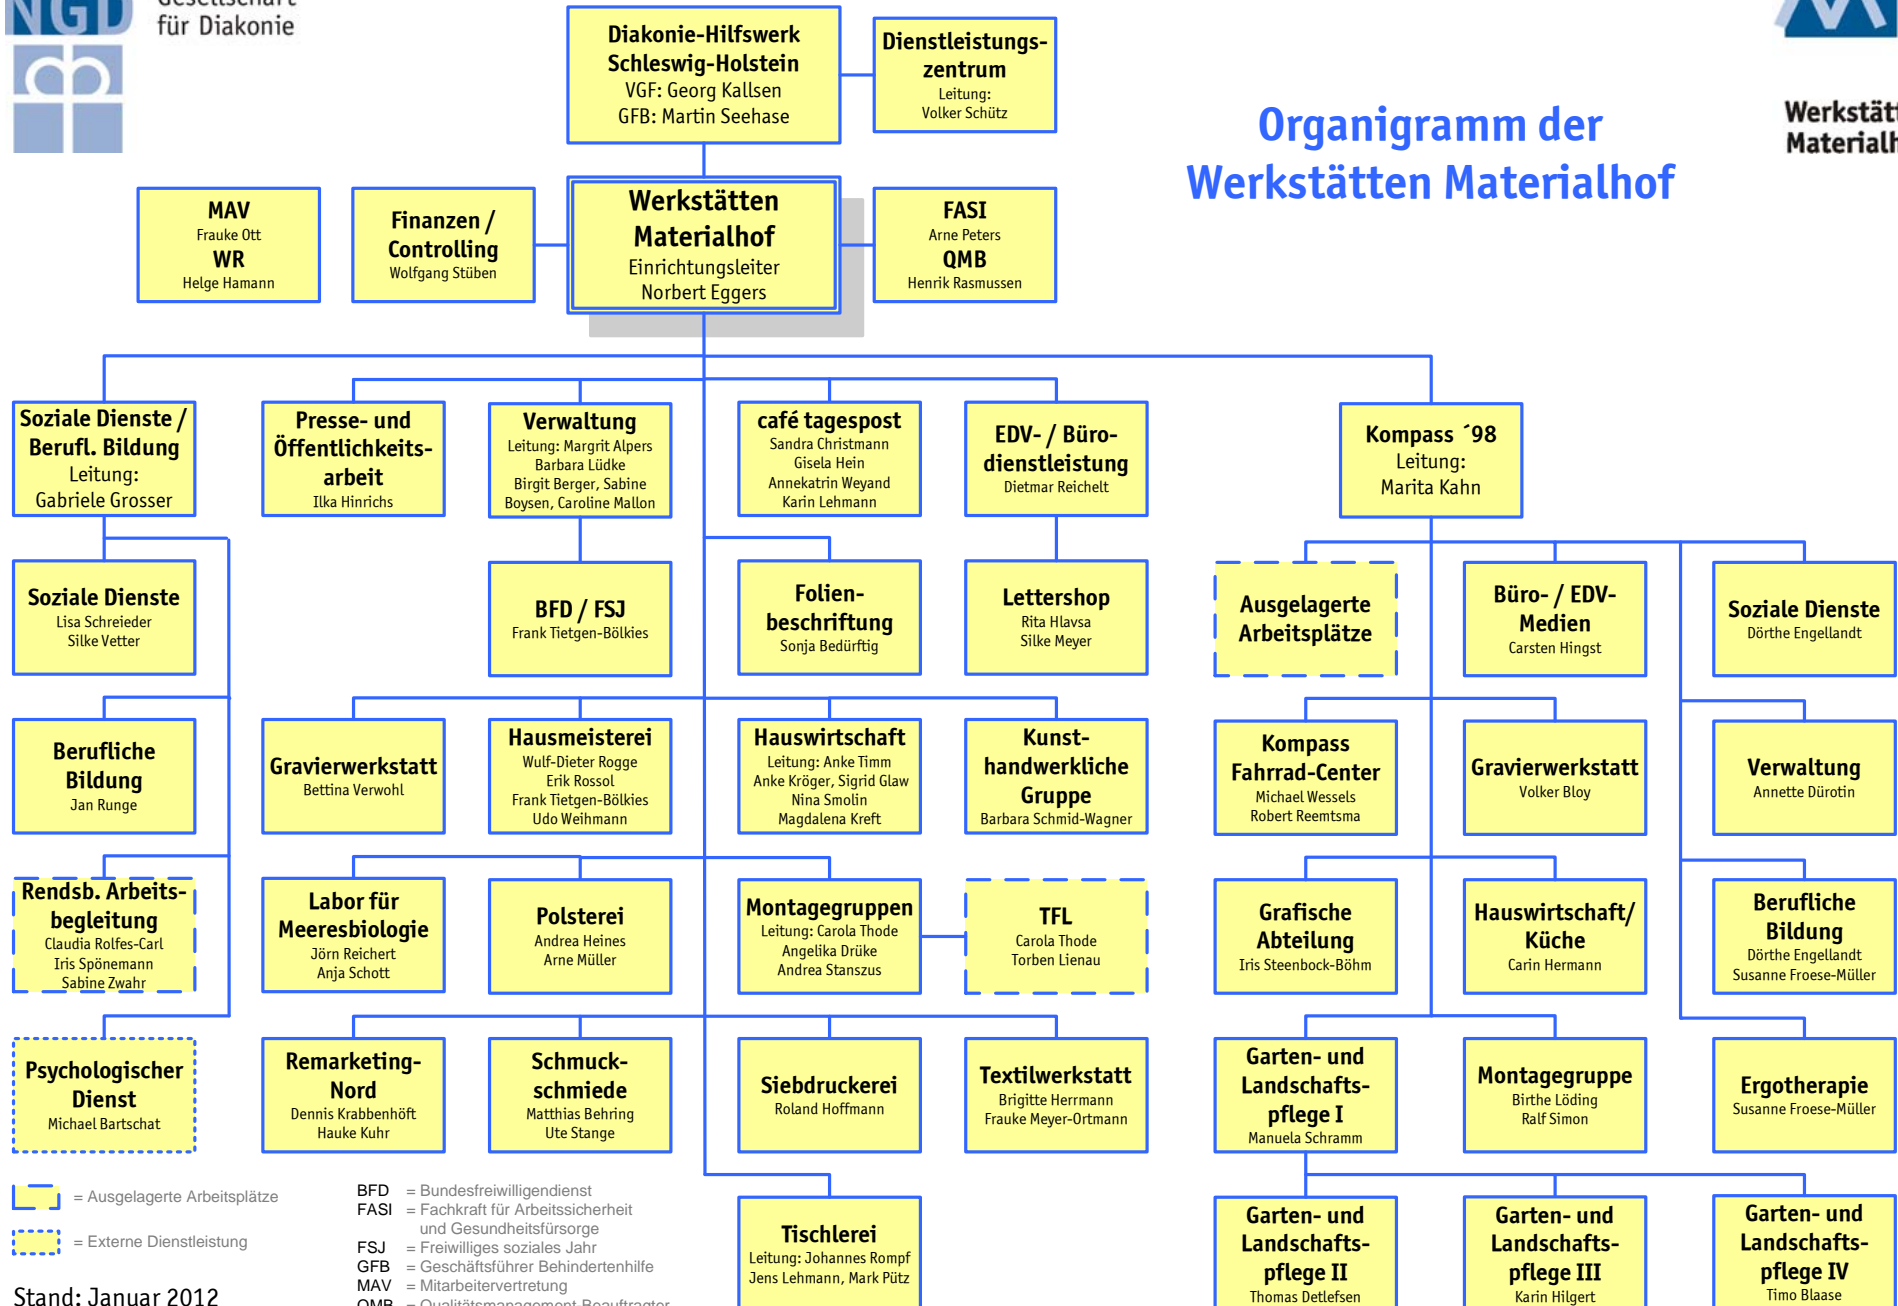 NGD
Gesellschaft
für Diakonie
Diakonie-Hilfswerk
Schleswig-Holstein
VGF: Georg Kallsen
GFB: Martin Seehase
Dienstleistungs-
zentrum
Leitung:
Volker Schütz
Organigramm der
Werkstätten Materialhof
MAV
Frauke Ott
WR
Helge Hamann
Finanzen /
Controlling
Wolfgang Stüben
Werkstätten
Materialhof
Einrichtungsleiter
Norbert Eggers
FASI
Arne Peters
QMB
Henrik Rasmussen
Soziale Dienste /
Berufl. Bildung
Leitung:
Gabriele Grosser
Presse- und
Öffentlichkeits-
arbeit
Ilka Hinrichs
Verwaltung
Leitung: Margrit Alpers
Barbara Lüdke
Birgit Berger, Sabine
Boysen, Caroline Mallon
café tagespost
Sandra Christmann
Gisela Hein
Annekatrin Weyand
Karin Lehmann
EDV- / Büro-
dienstleistung
Dietmar Reichelt
Kompass ´98
Leitung:
Marita Kahn
Soziale Dienste
Lisa Schreieder
Silke Vetter
BFD / FSJ
Frank Tietgen-Bölkies
Folien-
beschriftung
Sonja Bedürftig
Lettershop
Rita Hlavsa
Silke Meyer
Ausgelagerte
Arbeitsplätze
Büro- / EDV-
Medien
Carsten Hingst
Soziale Dienste
Dörthe Engellandt
Berufliche
Bildung
Jan Runge
Gravierwerkstatt
Bettina Verwohl
Hausmeisterei
Wulf-Dieter Rogge
Erik Rossol
Frank Tietgen-Bölkies
Udo Weihmann
Hauswirtschaft
Leitung: Anke Timm
Anke Kröger, Sigrid Glaw
Nina Smolin
Magdalena Kreft
Kunst-
handwerkliche
Gruppe
Barbara Schmid-Wagner
Kompass
Fahrrad-Center
Michael Wessels
Robert Reemtsma
Gravierwerkstatt
Volker Bloy
Verwaltung
Annette Dürotin
Rendsb. Arbeits-
begleitung
Claudia Rolfes-Carl
Iris Spönemann
Sabine Zwahr
Labor für
Meeresbiologie
Jörn Reichert
Anja Schott
Polsterei
Andrea Heines
Arne Müller
Montagegruppen
Leitung: Carola Thode
Angelika Drüke
Andrea Stanszus
TFL
Carola Thode
Torben Lienau
Grafische
Abteilung
Iris Steenbock-Böhm
Hauswirtschaft/
Küche
Carin Hermann
Berufliche
Bildung
Dörthe Engellandt
Susanne Froese-Müller
Psychologischer
Dienst
Michael Bartschat
Remarketing-
Nord
Dennis Krabbenhöft
Hauke Kuhr
Schmuck-
schmiede
Matthias Behring
Ute Stange
Siebdruckerei
Roland Hoffmann
Textilwerkstatt
Brigitte Herrmann
Frauke Meyer-Ortmann
Garten- und
Landschafts-
pflege I
Manuela Schramm
Montagegruppe
Birthe Löding
Ralf Simon
Ergotherapie
Susanne Froese-Müller
= Ausgelagerte Arbeitsplätze
= Externe Dienstleistung
Stand: Januar 2012
BFD = Bundesfreiwilligendienst
FASI = Fachkraft für Arbeitssicherheit
und Gesundheitsfürsorge
FSJ = Freiwilliges soziales Jahr
GFB = Geschäftsführer Behindertenhilfe
MAV = Mitarbeitervertretung
QMB = Qualitätsmanagement-Beauftragter
Tischlerei
Leitung: Johannes Rompf
Jens Lehmann, Mark Pütz
Garten- und
Landschafts-
pflege II
Thomas Detlefsen
Garten- und
Landschafts-
pflege III
Karin Hilgert
Garten- und
Landschafts-
pflege IV
Timo Blaase